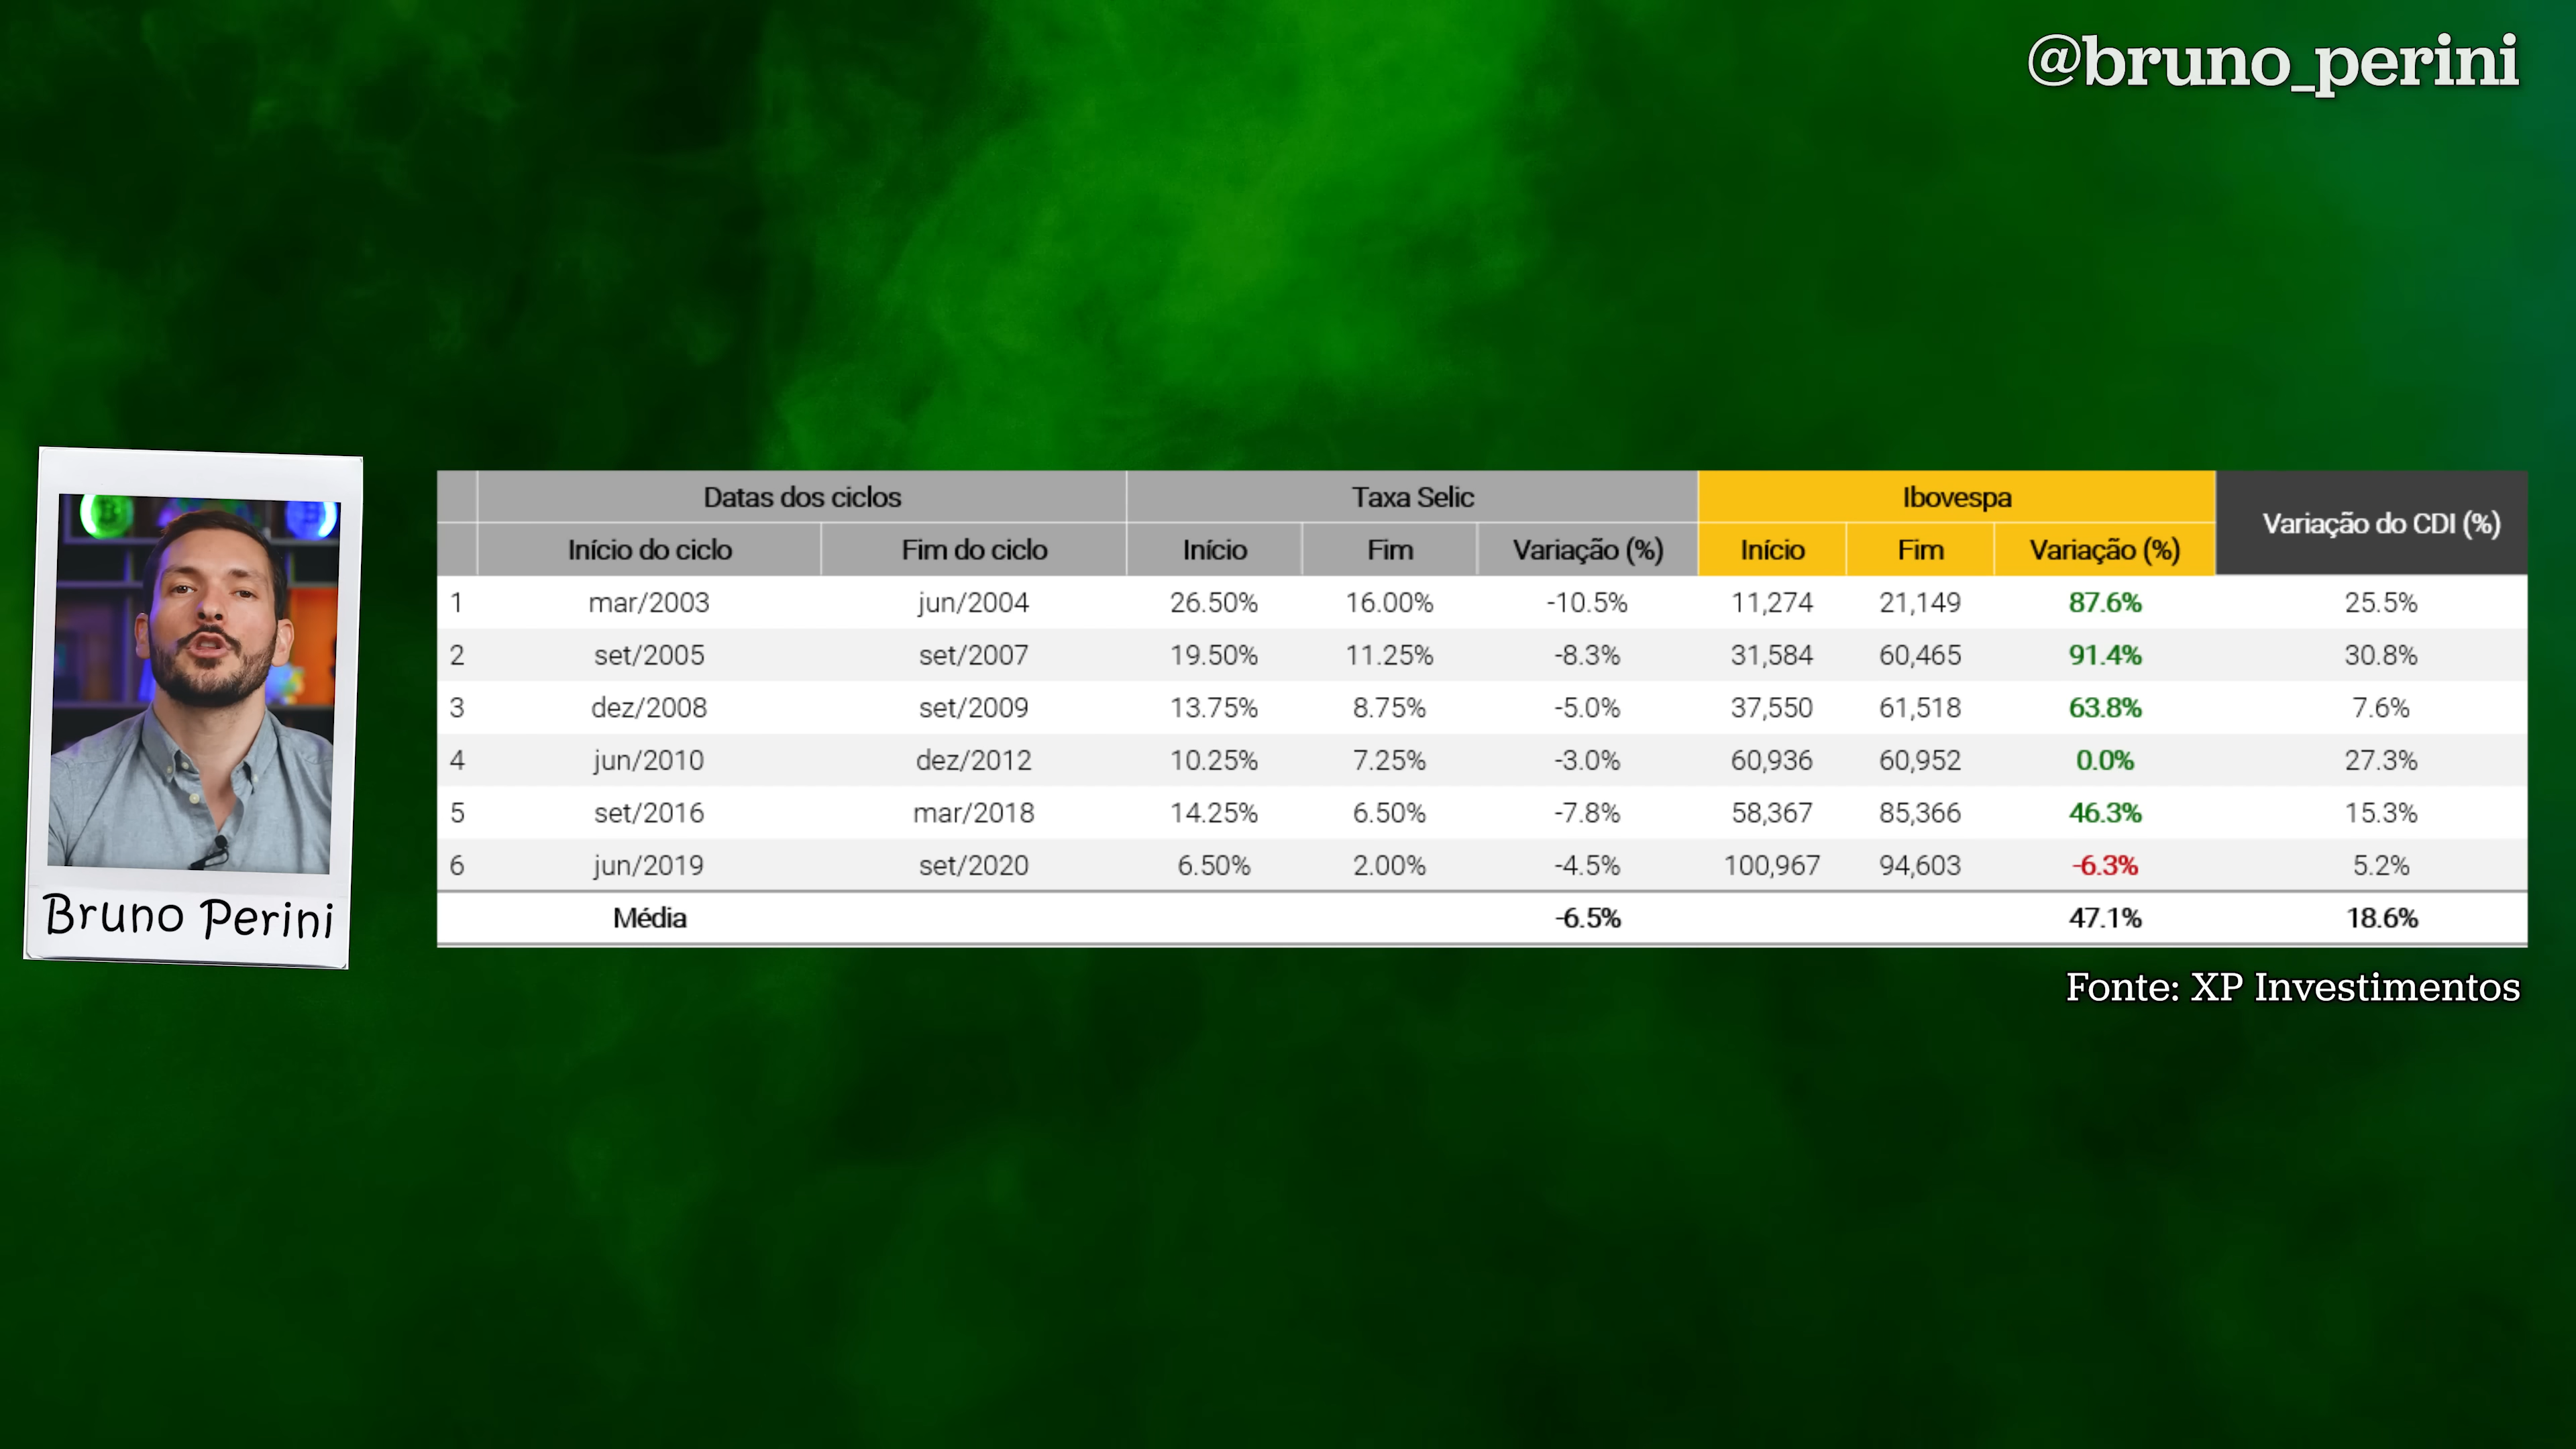 @bruno_perini
Datas dos ciclos Taxa Selic Ibovespa Variação do CDI (%)
Início do ciclo Fim do ciclo Início Fim Variação (%) Início Fim Variação (%)
1 mar/2003 jun/2004 26.50% 16.00% -10.5% 11,274 21,149 87.6% 25.5%
2 set/2005 set/2007 19.50% 11.25% -8.3% 31,584 60,465 91.4% 30.8%
3 dez/2008 set/2009 13.75% 8.75% -5.0% 37,550 61,518 63.8% 7.6%
4 jun/2010 dez/2012 10.25% 7.25% -3.0% 60,936 60,952 0.0% 27.3%
5 set/2016 mar/2018 14.25% 6.50% -7.8% 58,367 85,366 46.3% 15.3%
6 jun/2019 set/2020 6.50% 2.00% -4.5% 100,967 94,603 -6.3% 5.2%
Média -6.5% 47.1% 18.6%
Bruno Perini
Fonte: XP Investimentos